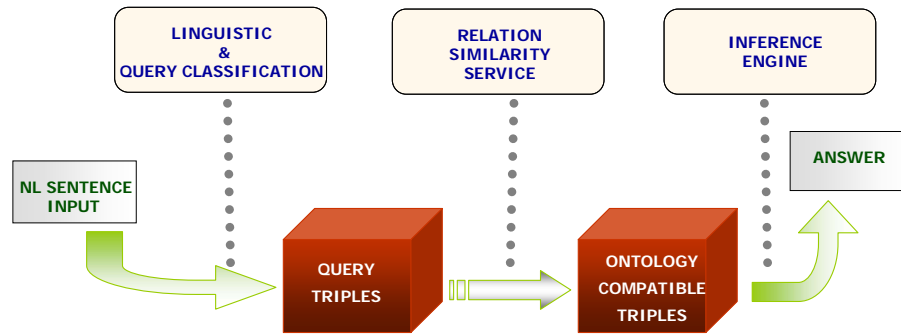 LINGUISTIC
&
QUERY CLASSIFICATION
RELATION
SIMILARITY
SERVICE
INFERENCE
ENGINE
NL SENTENCE
INPUT
QUERY
TRIPLES
ONTOLOGY
COMPATIBLE
TRIPLES
ANSWER